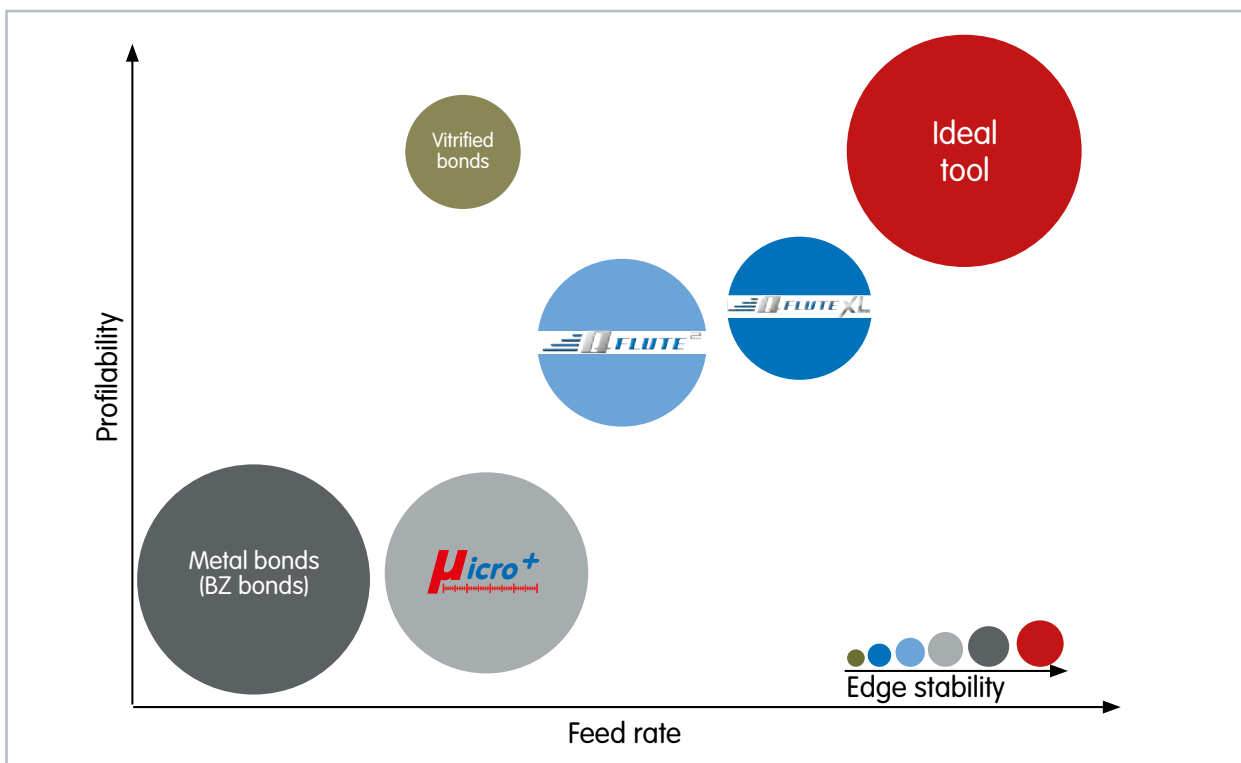 Vitrified
bonds
Ideal
tool
Q FLUTE XL
Q FLUTE²
Profilability
Metal bonds
(BZ bonds)
µicro+
Edge stability
Feed rate